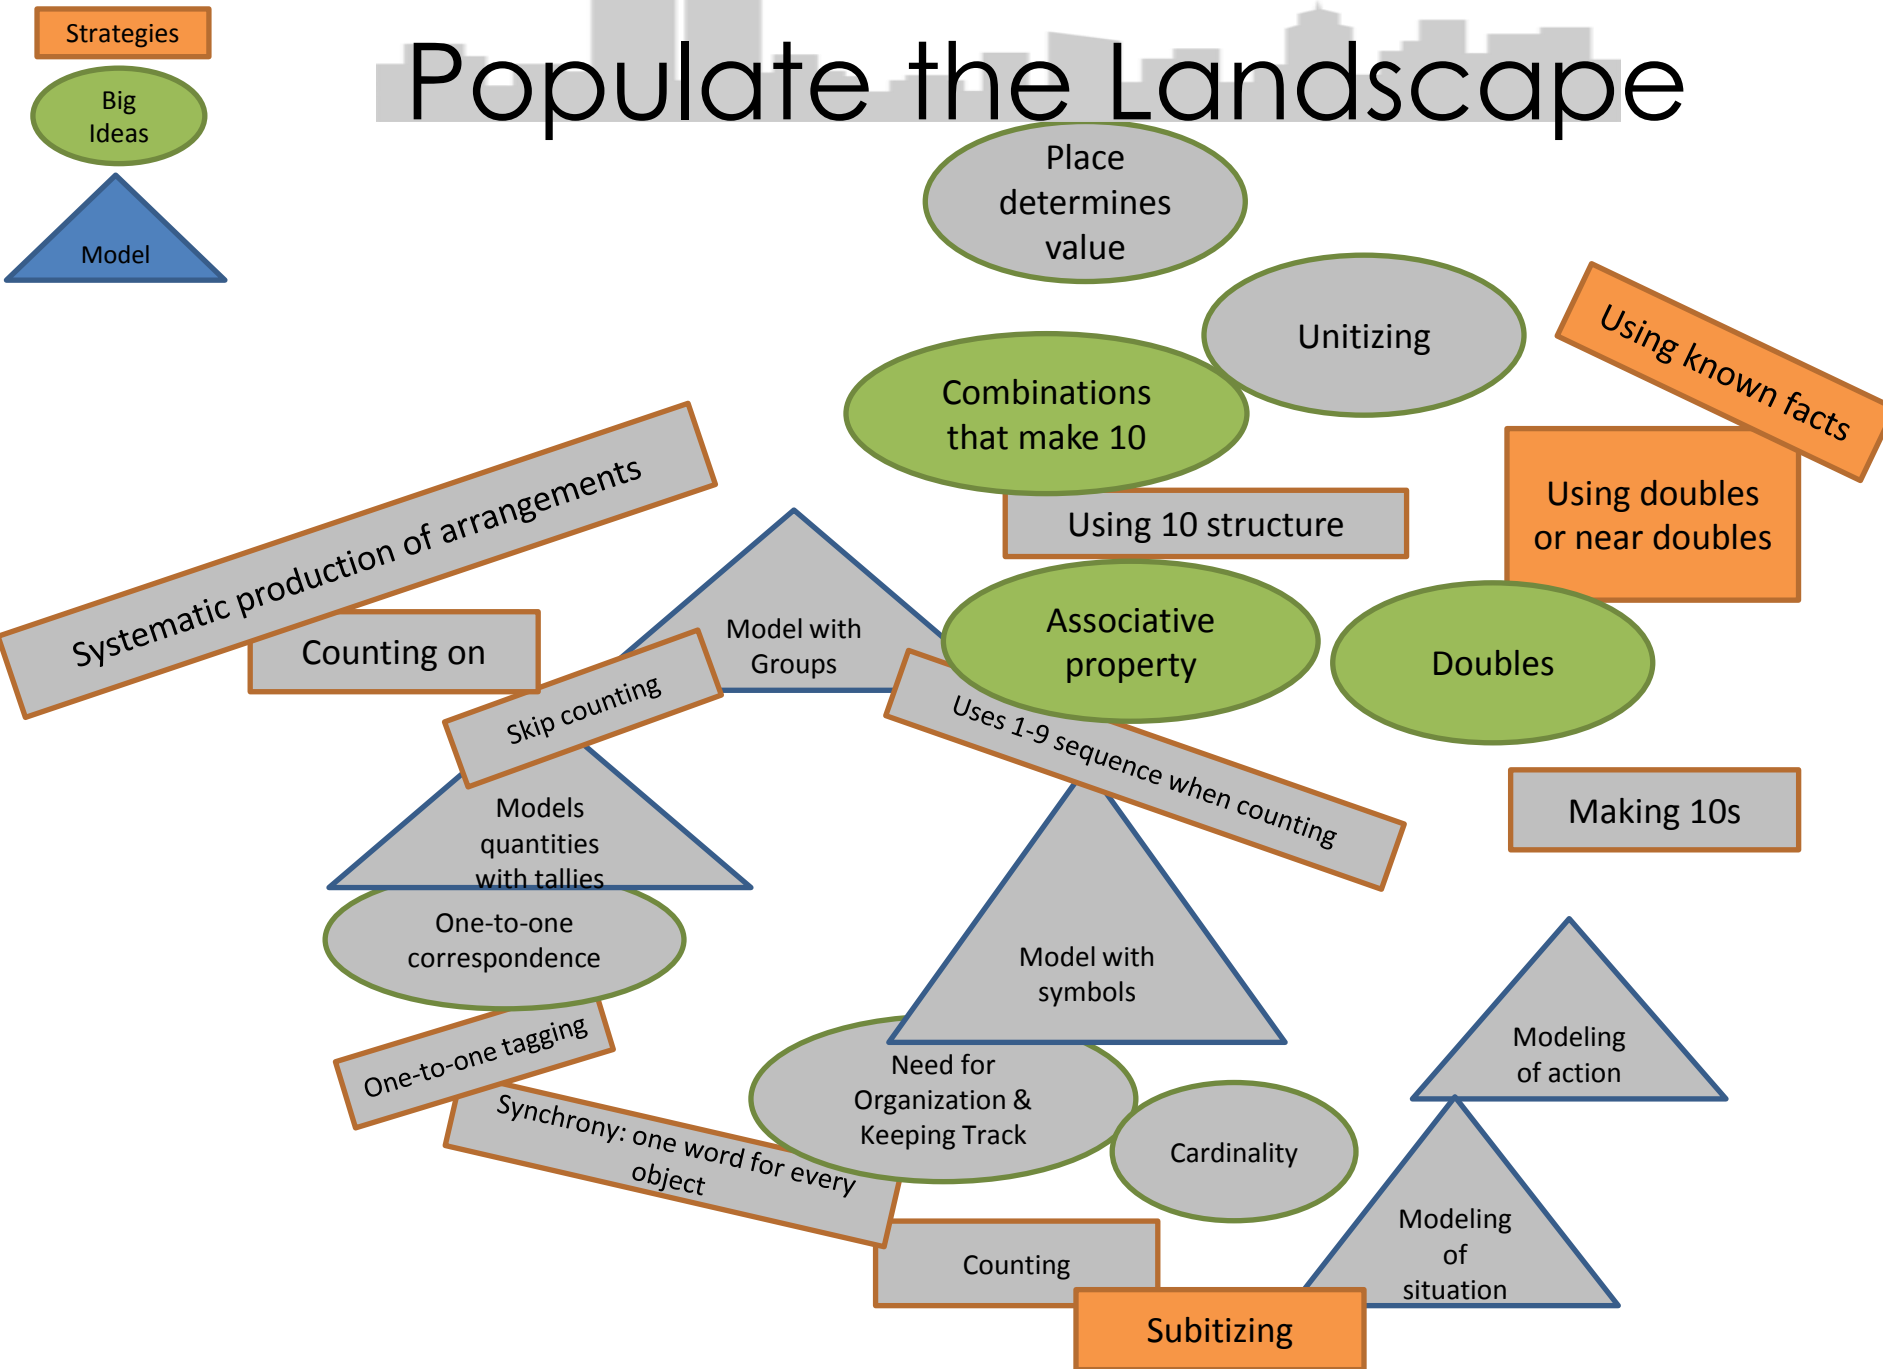 Strategies
Populate the Landscape
Big
Ideas
Model
Place
determines
value
Unitizing
Using known facts
Combinations
that make 10
Using doubles
or near doubles
Using 10 structure
Systematic production of arrangements
Counting on
Model with
Groups
Associative
property
Doubles
Skip counting
Uses 1-9 sequence when counting
Making 10s
Models
quantities
with tallies
One-to-one
correspondence
Model with
symbols
One-to-one tagging
Modeling
of action
Need for
Organization &
Keeping Track
Synchrony: one word for every
object
Cardinality
Modeling
of
situation
Counting
Subitizing